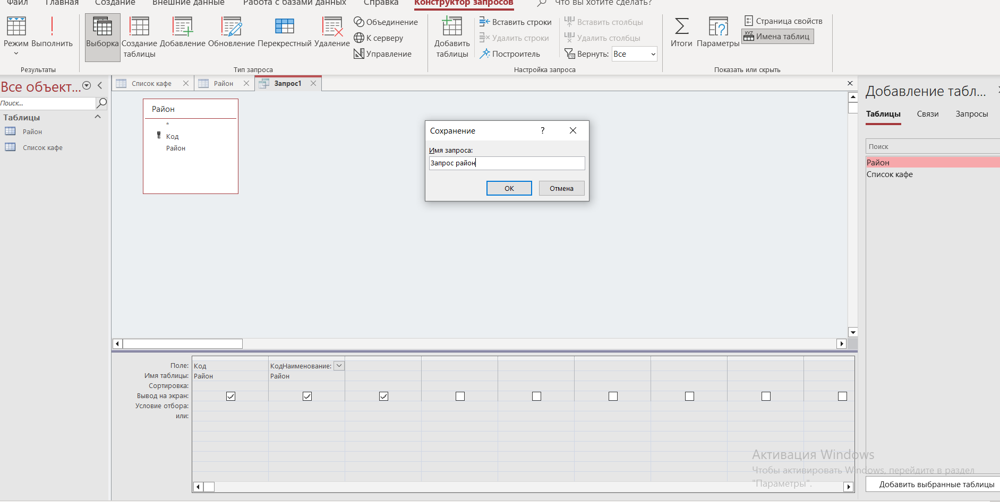 Файл Главная Создание Внешние данные Работа с базами данных Справка Конструктор запросов Что вы хотите сделать?
Режим Выполнить
Результаты
Выборка Создание таблицы Добавление Обновление Перекрестный Удаление
Объединение
К серверу
Управление
Тип запроса
Добавить таблицы
Вставить строки
Удалить строки
Построитель
Вставить столбцы
Удалить столбцы
Вернуть: Все
Настройка запроса
Итоги Параметры
Страница свойств
XYZ Имена таблиц
Показать или скрыть
Все объект...
Поиск...
Таблицы
Район
Список кафе
Список кафе Район Запрос1
Район
*
Код
Район
Сохранение ?
Имя запроса:
Запрос район
ОК Отмена
Добавление табл...
Таблицы Связи Запросы
Поиск
Район
Список кафе
Поле: Код КодНаименование:
Имя таблицы: Район Район
Сортировка:
Вывод на экран:
Условие отбора:
или:
Активация Windows
Чтобы активировать Windows, перейдите в раздел
"Параметры".
Добавить выбранные таблицы